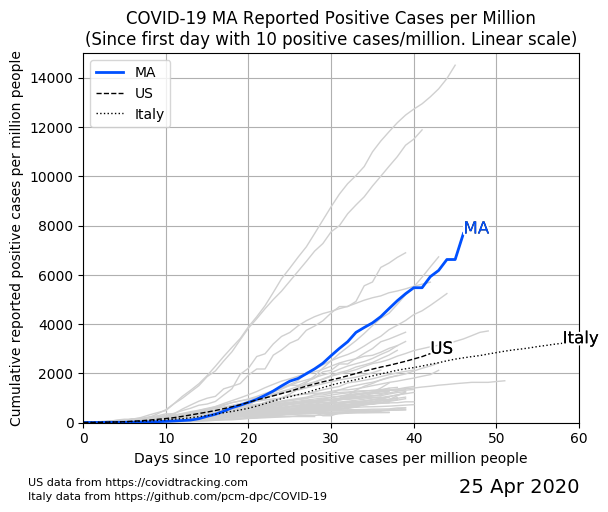 COVID-19 MA Reported Positive Cases per Million
(Since first day with 10 positive cases/million. Linear scale)
Cumulative reported positive cases per million people
14000
12000
10000
8000
6000
4000
2000
0
MA
US
Italy
MA
US
Italy
0 10 20 30 40 50 60
Days since 10 reported positive cases per million people
US data from https://covidtracking.com
Italy data from https://github.com/pcm-dpc/COVID-19
25 Apr 2020